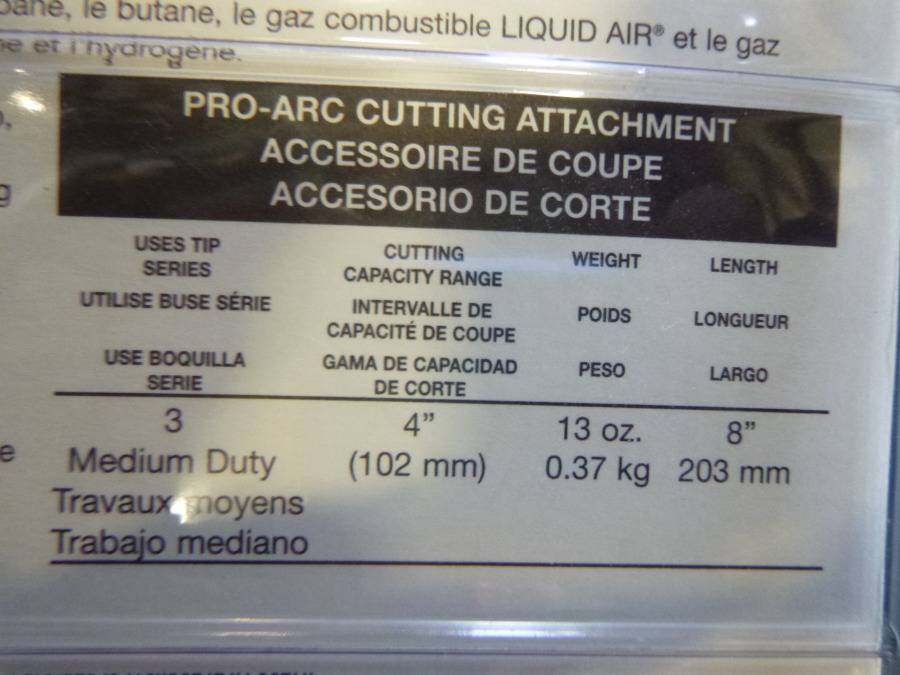 le butane, le gaz combustible LIQUID AIR® et le gaz
et l'hydrogène.
PRO-ARC CUTTING ATTACHMENT
ACCESSOIRE DE COUPE
ACCESORIO DE CORTE
USES TIP SERIES
CUTTING CAPACITY RANGE
WEIGHT
LENGTH
UTILISE BUSE SÉRIE
INTERVALLE DE CAPACITÉ DE COUPE
POIDS
LONGUEUR
USE BOQUILLA SERIE
GAMA DE CAPACIDAD DE CORTE
PESO
LARGO
3 4” 13 oz. 8”
Medium Duty (102 mm) 0.37 kg 203 mm
Travaux moyens
Trabajo mediano